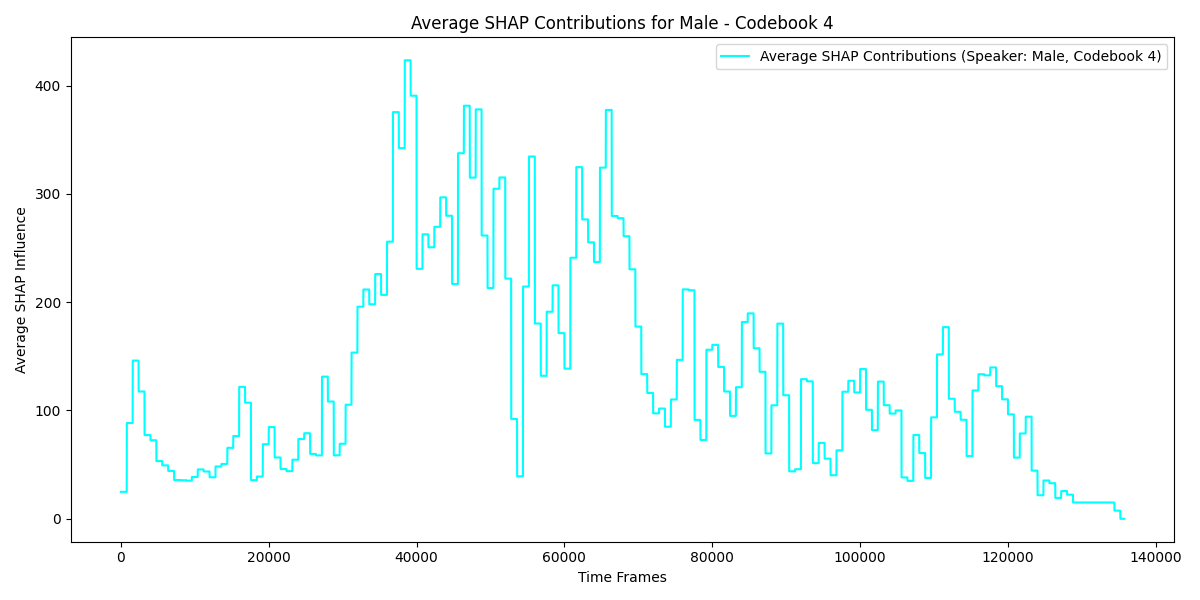 Average SHAP Contributions for Male - Codebook 4
Average SHAP Contributions (Speaker: Male, Codebook 4)
Average SHAP Influence
400
300
200
100
0
0 20000 40000 60000 80000 100000 120000 140000
Time Frames